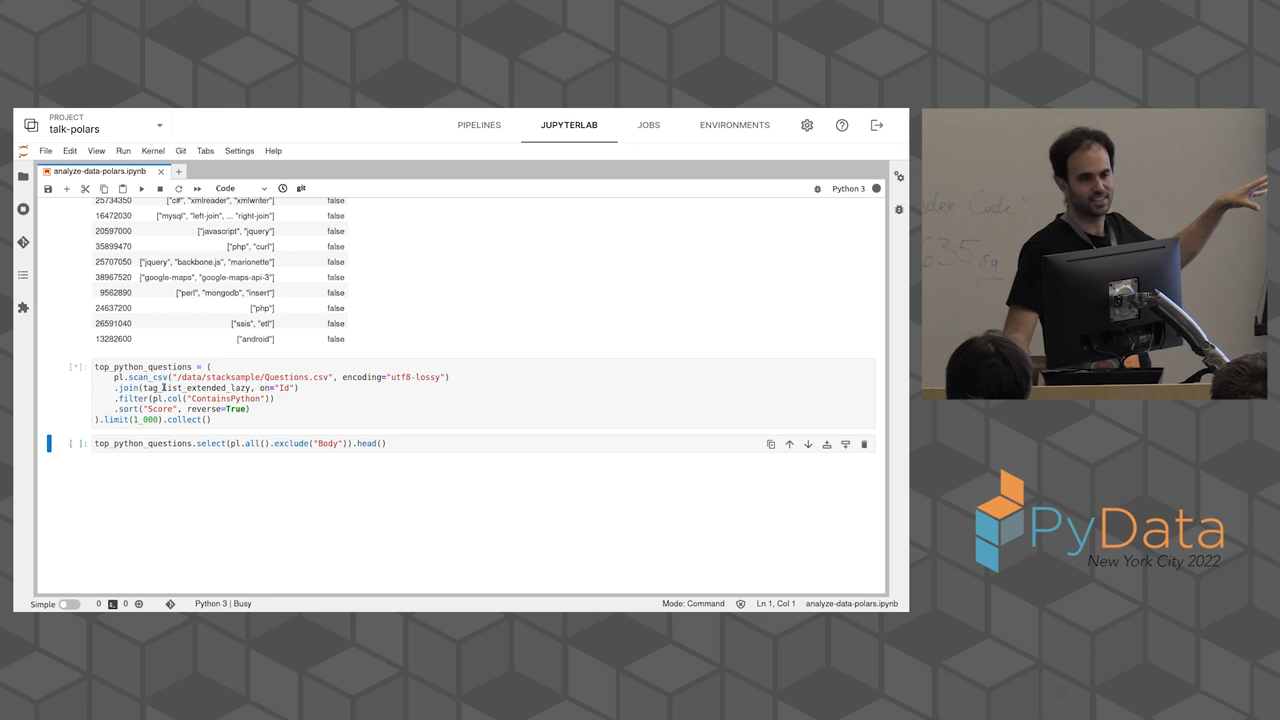 PROJECT
talk-polars
PIPELINES
JUPYTERLAB
JOBS
ENVIRONMENTS
File Edit View Run Kernel Git Tabs Settings Help
analyze-data-polars.ipynb
Code
git
Python 3
25734350 ["c#", "xmlreader", "xmlwriter"] false
16472030 ["mysql", "left-join", ... "right-join"] false
20597000 ["javascript", "jquery"] false
35899470 ["php", "curl"] false
25707050 ["jquery", "backbone.js", "marionette"] false
38967520 ["google-maps", "google-maps-api-3"] false
9562890 ["perl", "mongodb", "insert"] false
24637200 ["php"] false
26591040 ["ssis", "etl"] false
13282600 ["android"] false
[*]: top_python_questions = (
pl.scan_csv("/data/stacksample/Questions.csv", encoding="utf8-lossy")
.join(tag_list_extended_lazy, on="Id")
.filter(pl.col("ContainsPython"))
.sort("Score", reverse=True)
).limit(1_000).collect()
[ ]: top_python_questions.select(pl.all().exclude("Body")).head()
Simple 0 0 Python 3 | Busy Mode: Command Ln 1, Col 1 analyze-data-polars.ipynb
Code
PyData
New York City 2022